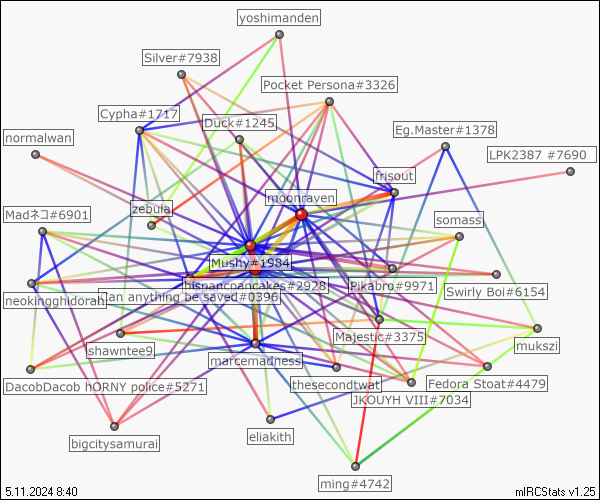 yoshimanden
Silver#7938
Pocket Persona#3326
Cypha#1717
Duck#1245
Eg.Master#1378
normalwan
LPK2387 #7690
frisout
moonraven
zebula
Madネコ#6901
somass
Mushy#1984
Pikabro#9971
hisnancpancakes#2928
Swirly Boi#6154
neokingghidorah
an anything be saved#0396
Majestic#3375
mukszi
shawntee9
marcemadness
DacobDacob hORNY police#5271
thesecondtwat
Fedora Stoat#4479
JKOUYH VIII#7034
bigcitysamurai
eliakith
ming#4742
5.11.2024 8:40
mIRCStats v1.25